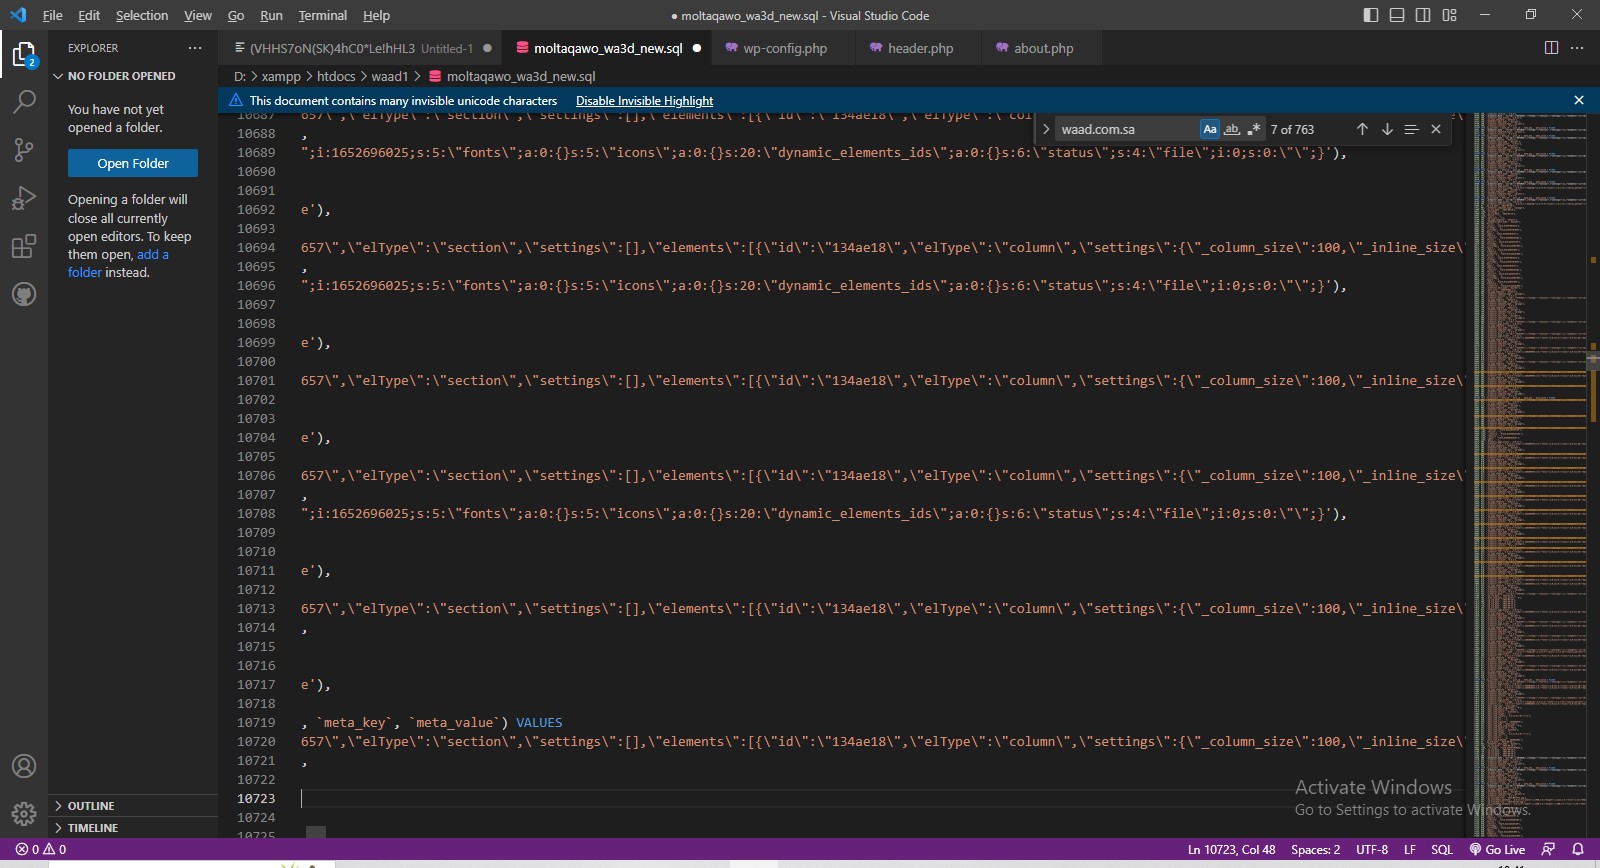 File Edit Selection View Go Run Terminal Help
● moltaqawo_wa3d_new.sql - Visual Studio Code
EXPLORER
NO FOLDER OPENED
You have not yet
opened a folder.
Open Folder
Opening a folder will
close all currently
open editors. To keep
them open, add a
folder instead.
OUTLINE
TIMELINE
2
(VHHS7oN(SK)4hC0*Le!hHL3 Untitled-1 ●
moltaqawo_wa3d_new.sql ●
wp-config.php
header.php
about.php
D: > xampp > htdocs > waad1 > moltaqawo_wa3d_new.sql
This document contains many invisible unicode characters Disable Invisible Highlight
waad.com.sa Aa ab .* 7 of 763
10687 657\",\"elType\":\"section\",\"settings\":[],\"elements\":[{\"id\":\"134ae18\",\"elType\":\"col
10688 ,
10689 ";i:1652696025;s:5:\"fonts\";a:0:{}s:5:\"icons\";a:0:{}s:20:\"dynamic_elements_ids\";a:0:{}s:6:\"status\";s:4:\"file\";i:0;s:0:\"\";}'),
10690
10691
10692 e'),
10693
10694 657\",\"elType\":\"section\",\"settings\":[],\"elements\":[{\"id\":\"134ae18\",\"elType\":\"column\",\"settings\":{\"_column_size\":100,\"_inline_size\"
10695 ,
10696 ";i:1652696025;s:5:\"fonts\";a:0:{}s:5:\"icons\";a:0:{}s:20:\"dynamic_elements_ids\";a:0:{}s:6:\"status\";s:4:\"file\";i:0;s:0:\"\";}'),
10697
10698
10699 e'),
10700
10701 657\",\"elType\":\"section\",\"settings\":[],\"elements\":[{\"id\":\"134ae18\",\"elType\":\"column\",\"settings\":{\"_column_size\":100,\"_inline_size\"
10702
10703
10704 e'),
10705
10706 657\",\"elType\":\"section\",\"settings\":[],\"elements\":[{\"id\":\"134ae18\",\"elType\":\"column\",\"settings\":{\"_column_size\":100,\"_inline_size\"
10707 ,
10708 ";i:1652696025;s:5:\"fonts\";a:0:{}s:5:\"icons\";a:0:{}s:20:\"dynamic_elements_ids\";a:0:{}s:6:\"status\";s:4:\"file\";i:0;s:0:\"\";}'),
10709
10710
10711 e'),
10712
10713 657\",\"elType\":\"section\",\"settings\":[],\"elements\":[{\"id\":\"134ae18\",\"elType\":\"column\",\"settings\":{\"_column_size\":100,\"_inline_size\"
10714 ,
10715
10716
10717 e'),
10718
10719 , `meta_key`, `meta_value`) VALUES
10720 657\",\"elType\":\"section\",\"settings\":[],\"elements\":[{\"id\":\"134ae18\",\"elType\":\"column\",\"settings\":{\"_column_size\":100,\"_inline_size\"
10721 ,
10722
10723
10724
10725
Activate Windows
Go to Settings to activate Windows.
0 0
Ln 10723, Col 48 Spaces: 2 UTF-8 LF SQL Go Live